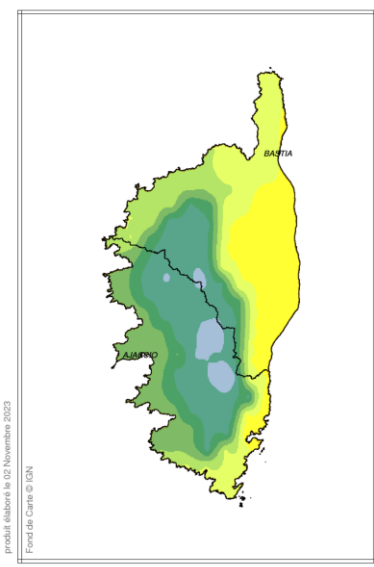 BASTIA
AJACCIO
produit élaboré le 02 Novembre 2023
Fond de Carte © IGN